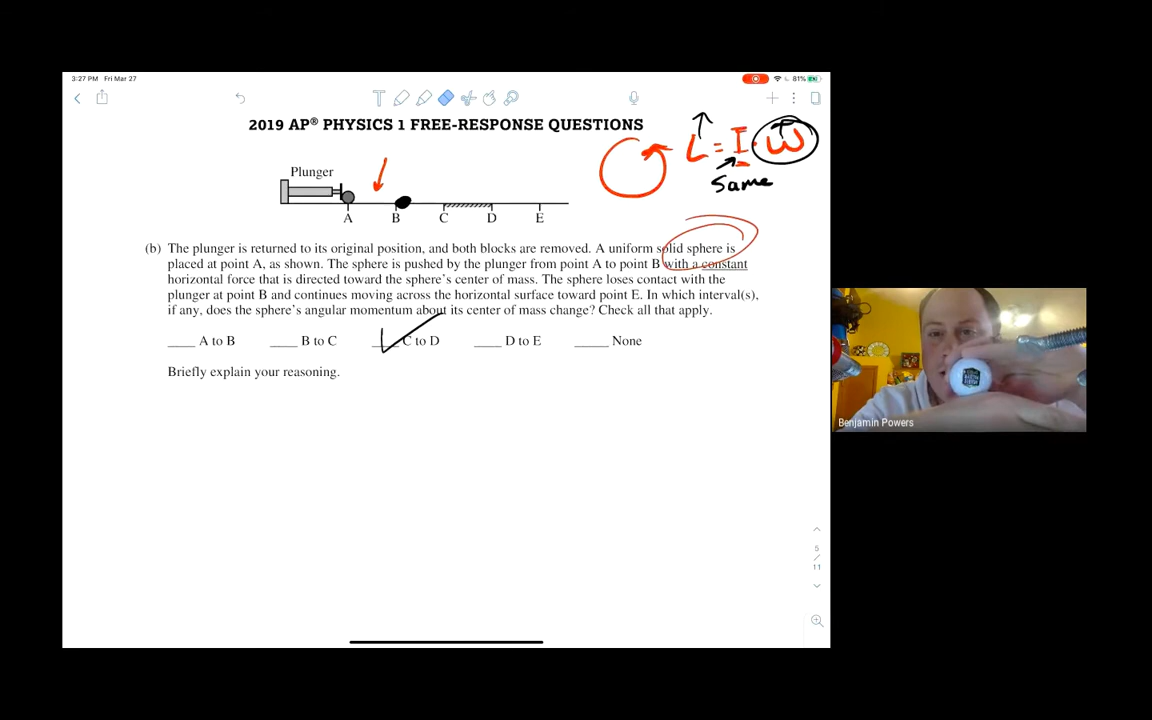 3:27 PM Fri Mar 27
81%
2019 AP® PHYSICS 1 FREE-RESPONSE QUESTIONS
L = I · ω
Same
Plunger
A B C D E
(b) The plunger is returned to its original position, and both blocks are removed. A uniform solid sphere is
placed at point A, as shown. The sphere is pushed by the plunger from point A to point B with a constant
horizontal force that is directed toward the sphere's center of mass. The sphere loses contact with the
plunger at point B and continues moving across the horizontal surface toward point E. In which interval(s),
if any, does the sphere's angular momentum about its center of mass change? Check all that apply.
____ A to B ____ B to C ____ C to D ____ D to E ____ None
Briefly explain your reasoning.
Benjamin Powers
5
/
11